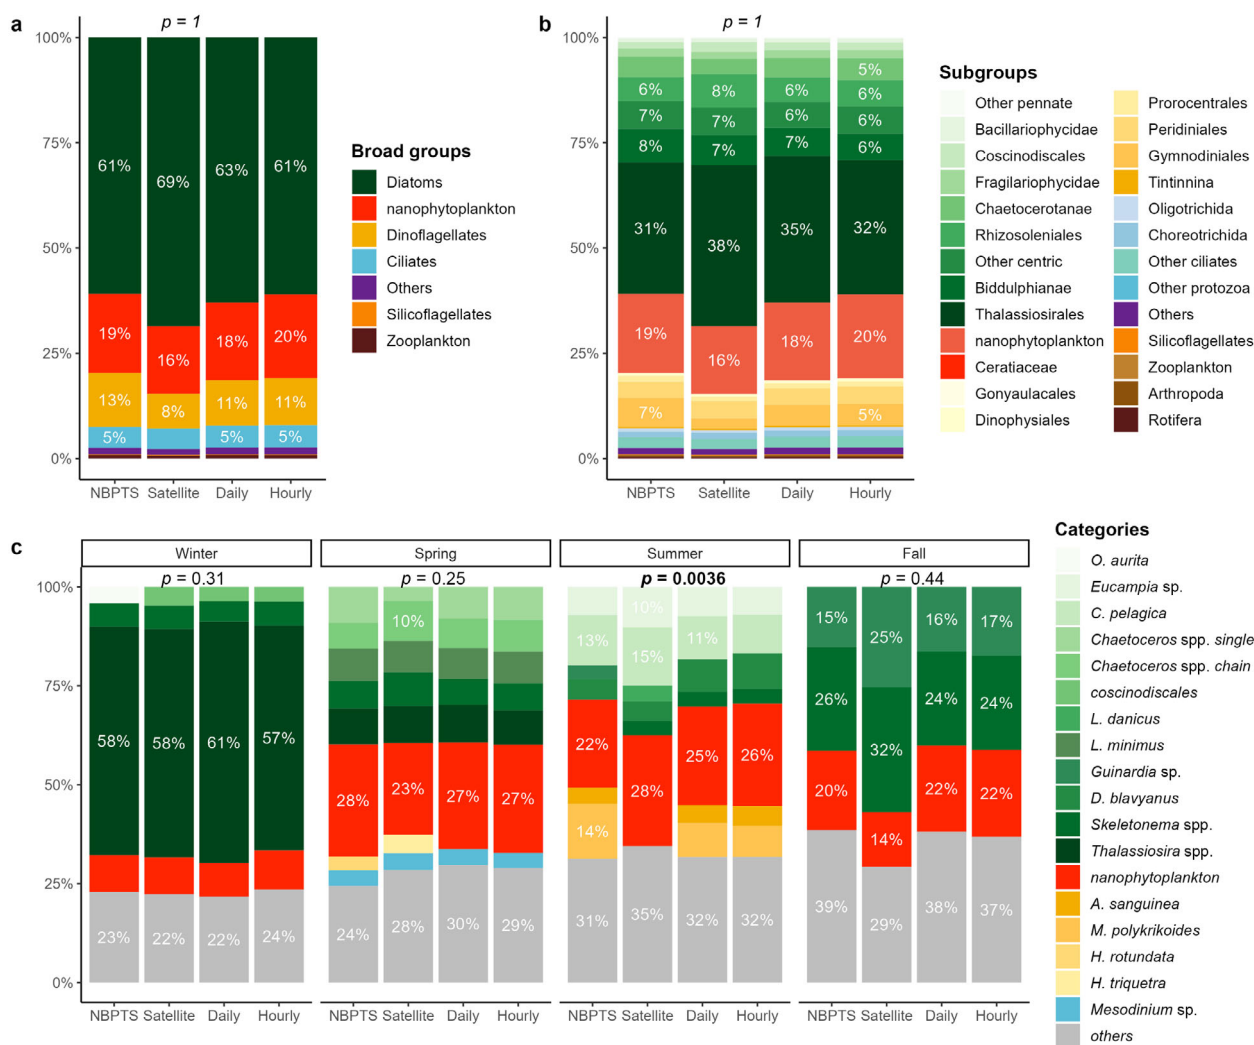 a
p = 1
100%
75%
50%
25%
0%
61%
69%
63%
61%
19%
16%
18%
20%
13%
8%
11%
11%
5%
5%
5%
NBPTS Satellite Daily Hourly
Broad groups
Diatoms
nanophytoplankton
Dinoflagellates
Ciliates
Others
Silicoflagellates
Zooplankton
b
p = 1
100%
75%
50%
25%
0%
5%
6%
8%
6%
6%
7%
7%
6%
6%
8%
7%
7%
6%
31%
38%
35%
32%
19%
16%
18%
20%
7%
5%
NBPTS Satellite Daily Hourly
Subgroups
Other pennate
Bacillariophycidae
Coscinodiscales
Fragilariophycidae
Chaetocerotanae
Rhizosoleniales
Other centric
Biddulphianae
Thalassiosirales
nanophytoplankton
Ceratiaceae
Gonyaulacales
Dinophysiales
Prorocentrales
Peridiniales
Gymnodiniales
Tintinnina
Oligotrichida
Choreotrichida
Other ciliates
Other protozoa
Others
Silicoflagellates
Zooplankton
Arthropoda
Rotifera
c
100%
75%
50%
25%
0%
Winter
p = 0.31
58%
58%
61%
57%
23%
22%
22%
24%
NBPTS Satellite Daily Hourly
Spring
p = 0.25
10%
28%
23%
27%
27%
24%
28%
30%
29%
NBPTS Satellite Daily Hourly
Summer
p = 0.0036
10%
13%
15%
11%
22%
28%
25%
26%
14%
31%
35%
32%
32%
NBPTS Satellite Daily Hourly
Fall
p = 0.44
15%
25%
16%
17%
26%
32%
24%
24%
20%
14%
22%
22%
39%
29%
38%
37%
NBPTS Satellite Daily Hourly
Categories
O. aurita
Eucampia sp.
C. pelagica
Chaetoceros spp. single
Chaetoceros spp. chain
coscinodiscales
L. danicus
L. minimus
Guinardia sp.
D. blavyanus
Skeletonema spp.
Thalassiosira spp.
nanophytoplankton
A. sanguinea
M. polykrikoides
H. rotundata
H. triquetra
Mesodinium sp.
others